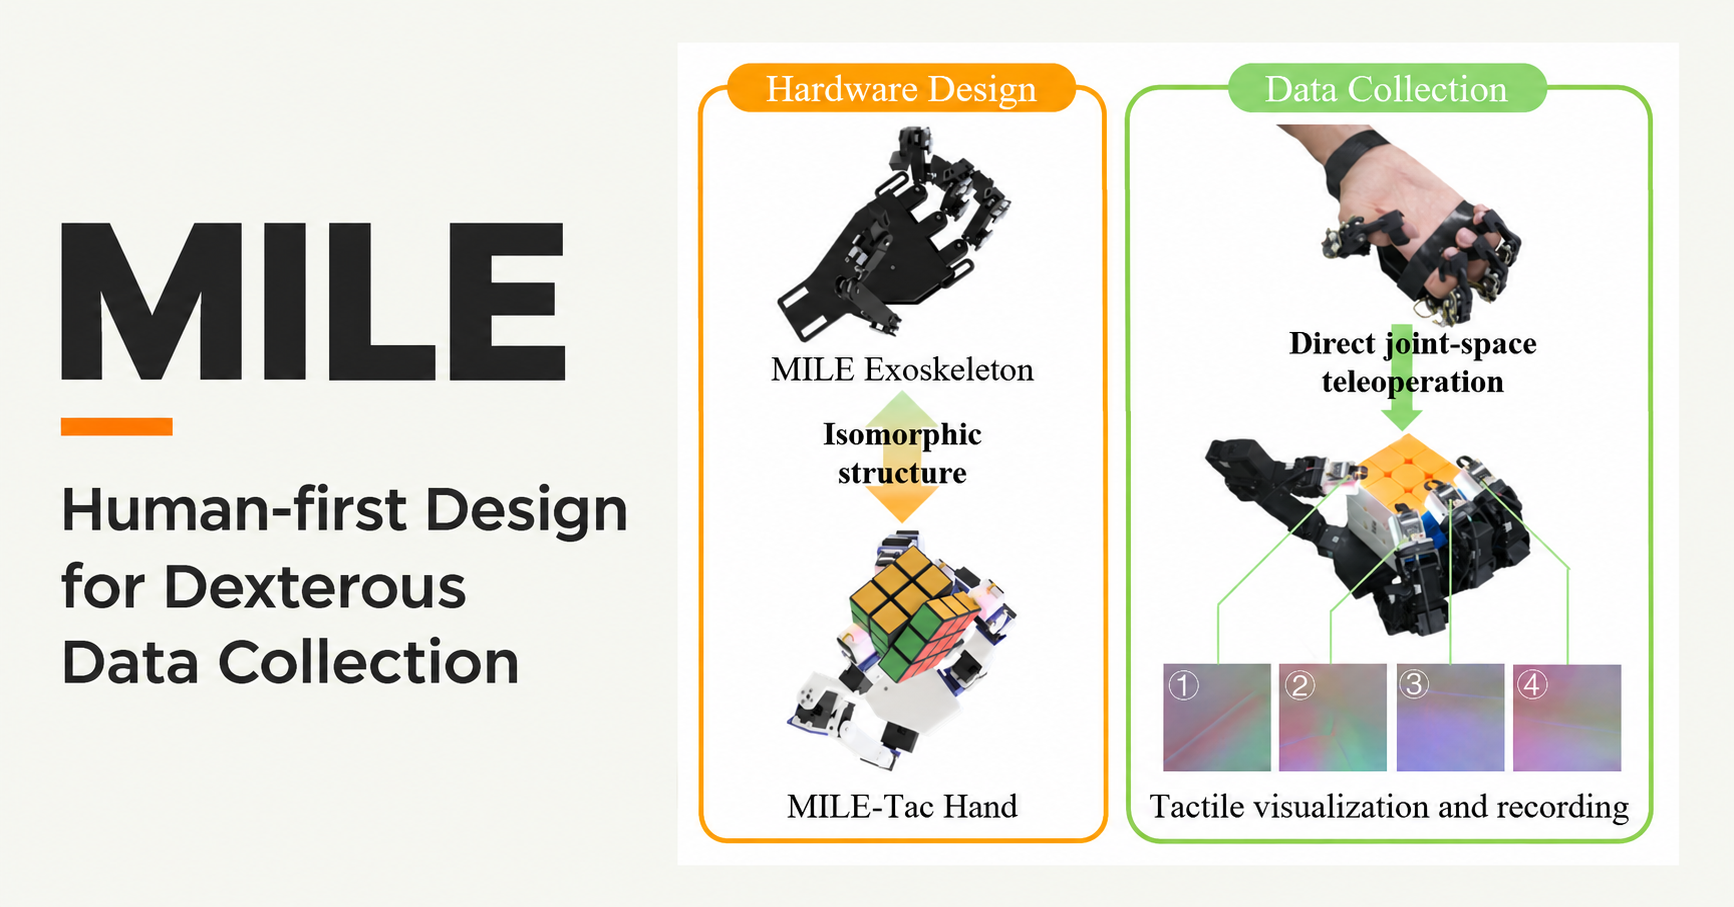 MILE
Human-first Design
for Dexterous
Data Collection
Hardware Design
MILE Exoskeleton
Isomorphic
structure
MILE-Tac Hand
Data Collection
Direct joint-space
teleoperation
① ② ③ ④
Tactile visualization and recording